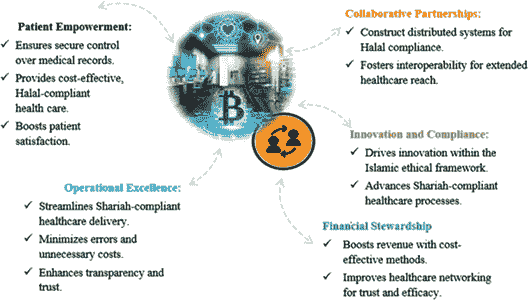 Patient Empowerment:
Ensures secure control
over medical records.
Provides cost-effective,
Halal-compliant
health care.
Boosts patient
satisfaction.
Collaborative Partnerships:
Construct distributed systems for
Halal compliance.
Fosters interoperability for extended
healthcare reach.
Innovation and Compliance:
Drives innovation within the
Islamic ethical framework.
Advances Shariah-compliant
healthcare processes.
Operational Excellence:
Streamlines Shariah-compliant
healthcare delivery.
Minimizes errors and
unnecessary costs.
Enhances transparency and
trust.
Financial Stewardship
Boosts revenue with cost-
effective methods.
Improves healthcare networking
for trust and efficacy.